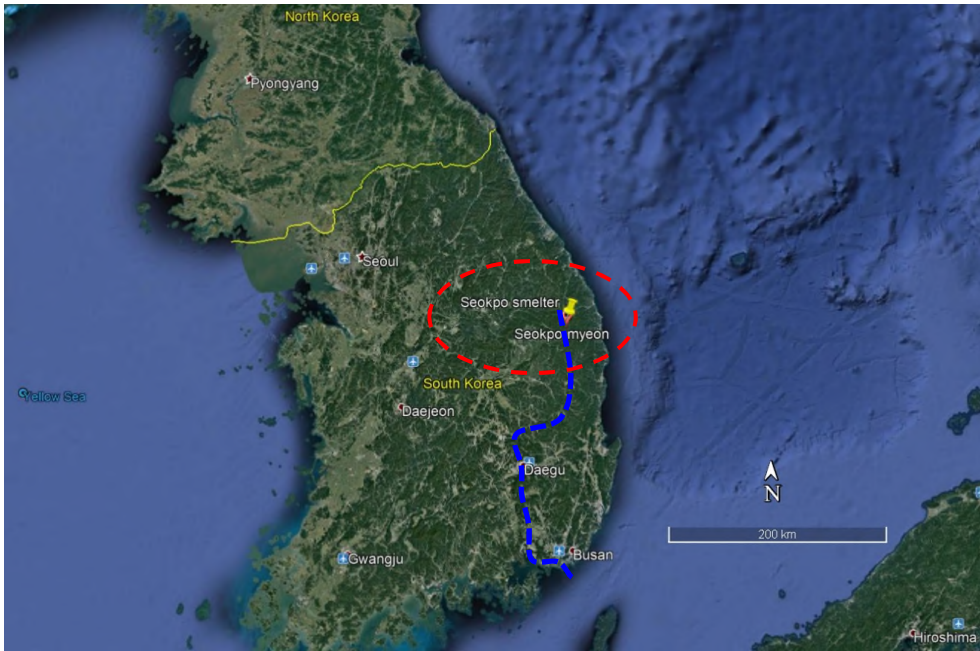 North Korea
Pyongyang
Seoul
Seokpo smelter
Seokpo-myeon
South Korea
Yellow Sea
Daejeon
Daegu
N
200 km
Gwangju
Busan
Hiroshima